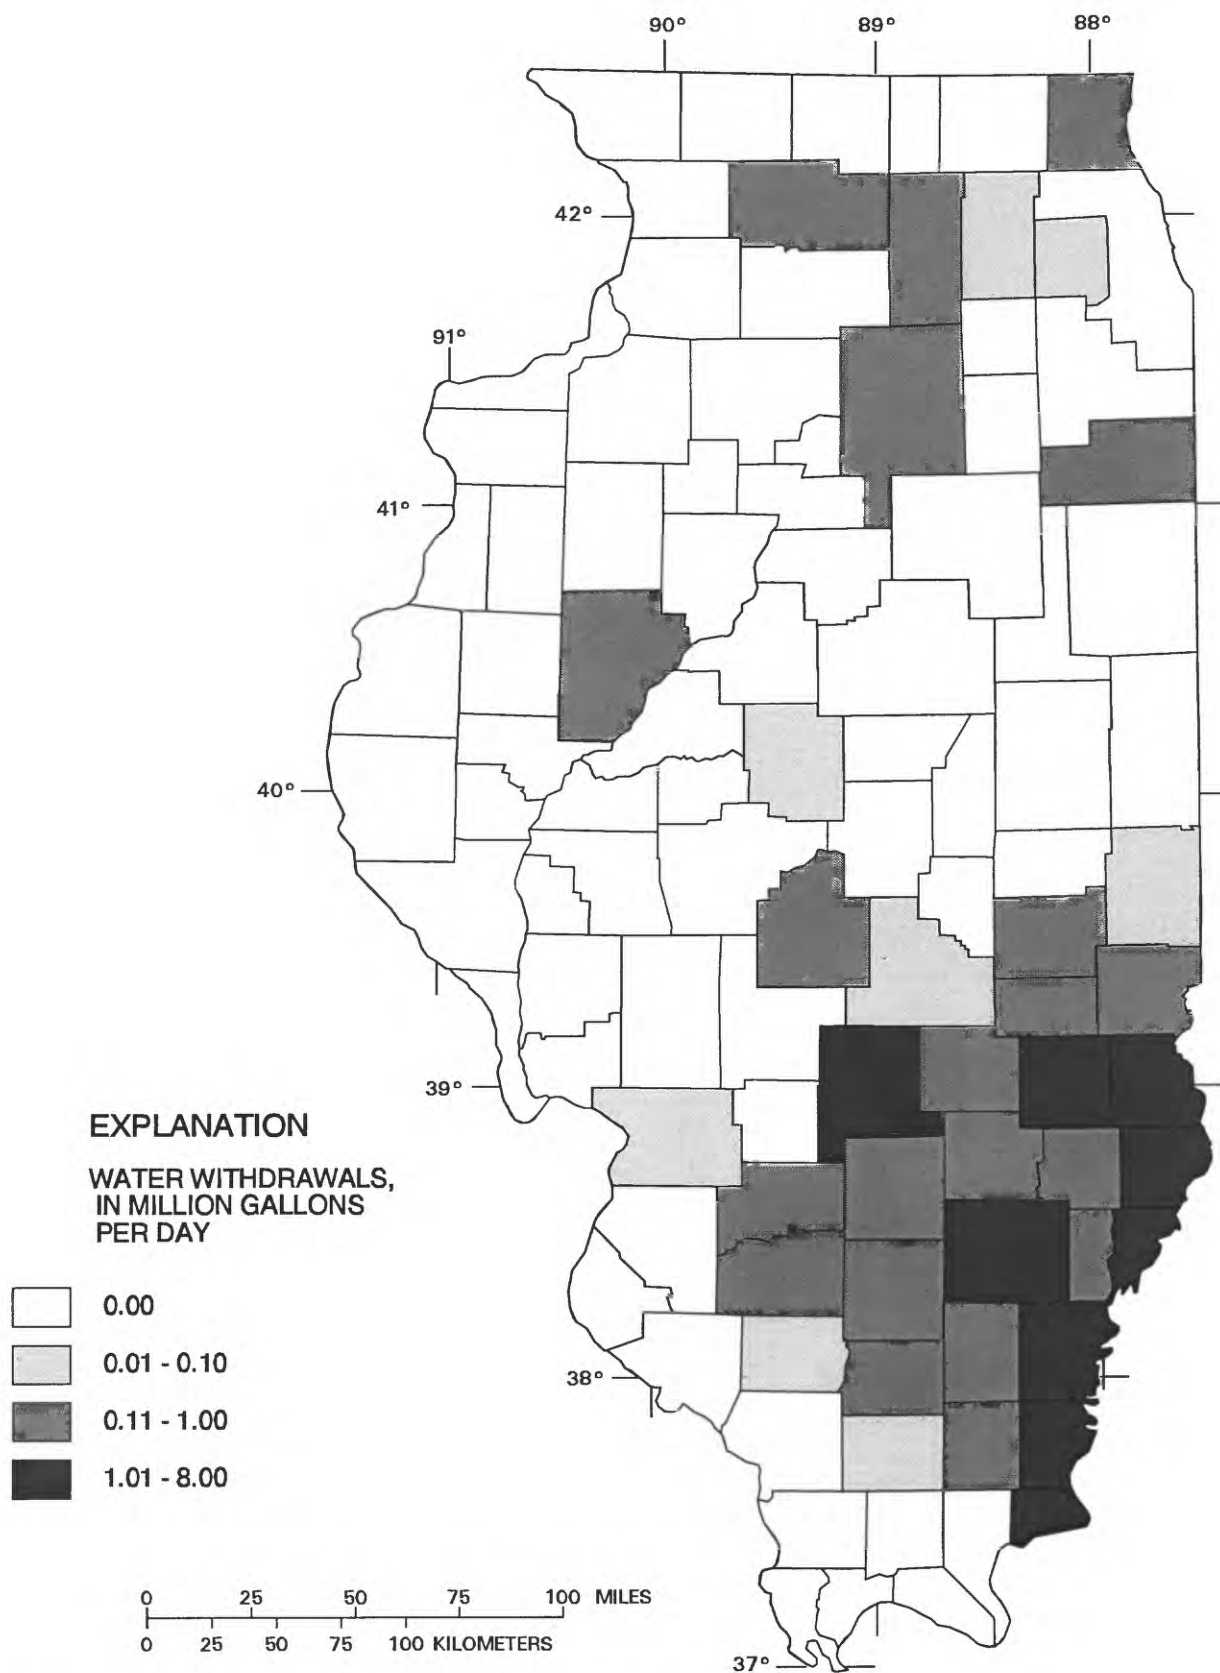 90°
89°
88°
42°
91°
41°
40°
39°
EXPLANATION
WATER WITHDRAWALS,
IN MILLION GALLONS
PER DAY
0.00
0.01 - 0.10
0.11 - 1.00
1.01 - 8.00
38°
0 25 50 75 100 MILES
0 25 50 75 100 KILOMETERS
37°